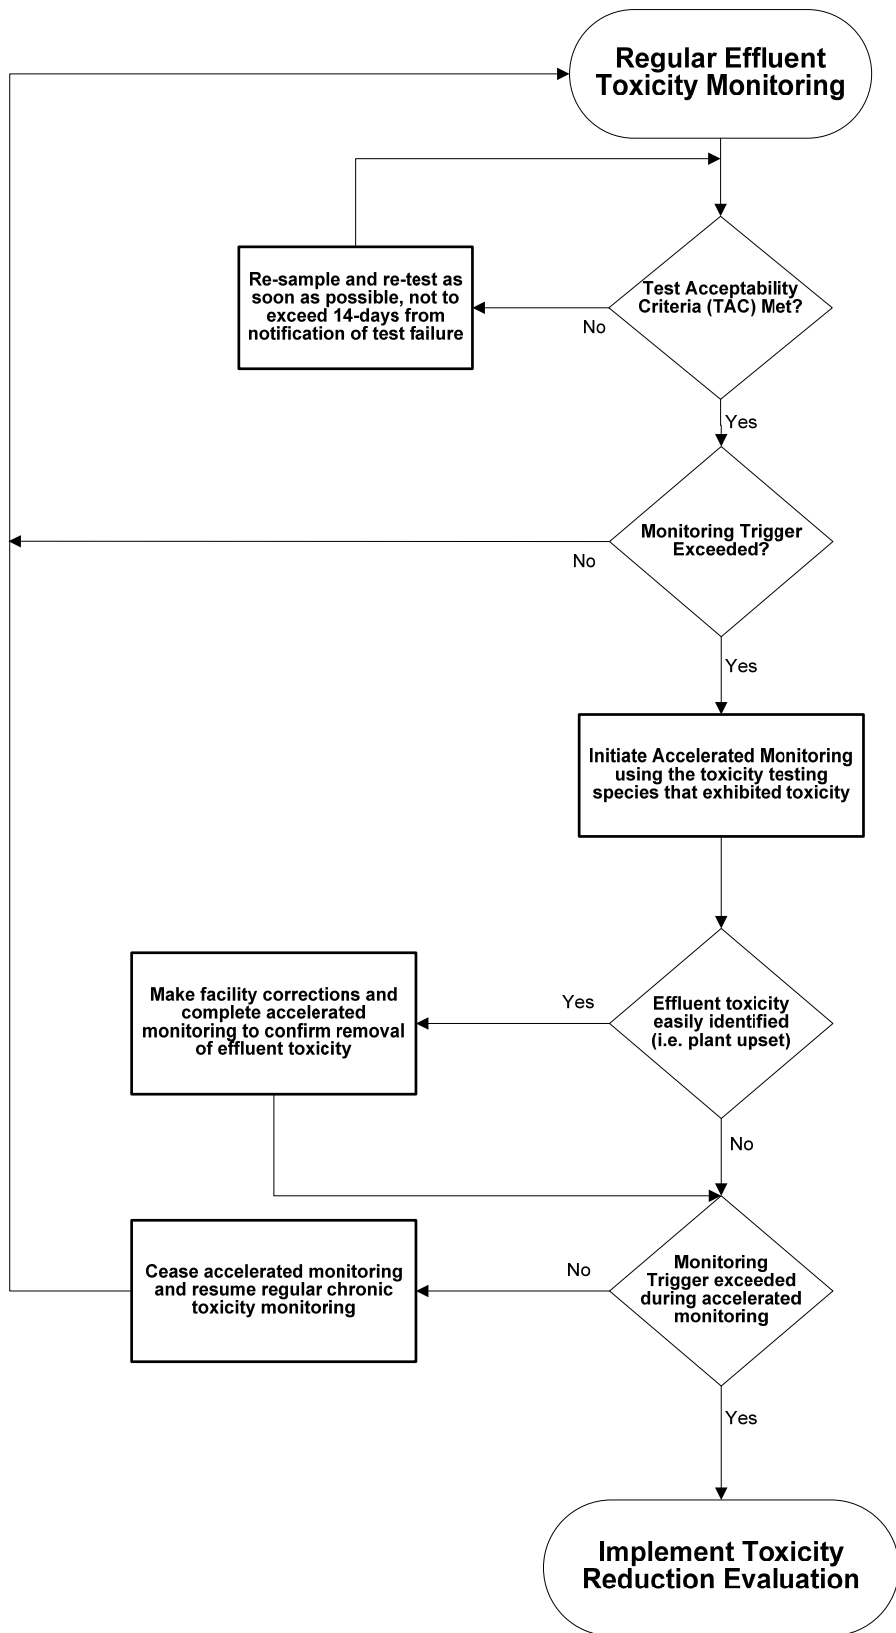 Regular Effluent
Toxicity Monitoring
Re-sample and re-test as
soon as possible, not to
exceed 14-days from
notification of test failure
Test Acceptability
Criteria (TAC) Met?
No
Yes
Monitoring Trigger
Exceeded?
No
Yes
Initiate Accelerated Monitoring
using the toxicity testing
species that exhibited toxicity
Make facility corrections and
complete accelerated
monitoring to confirm removal
of effluent toxicity
Yes
Effluent toxicity
easily identified
(i.e. plant upset)
No
Cease accelerated monitoring
and resume regular chronic
toxicity monitoring
No
Monitoring
Trigger exceeded
during accelerated
monitoring
Yes
Implement Toxicity
Reduction Evaluation